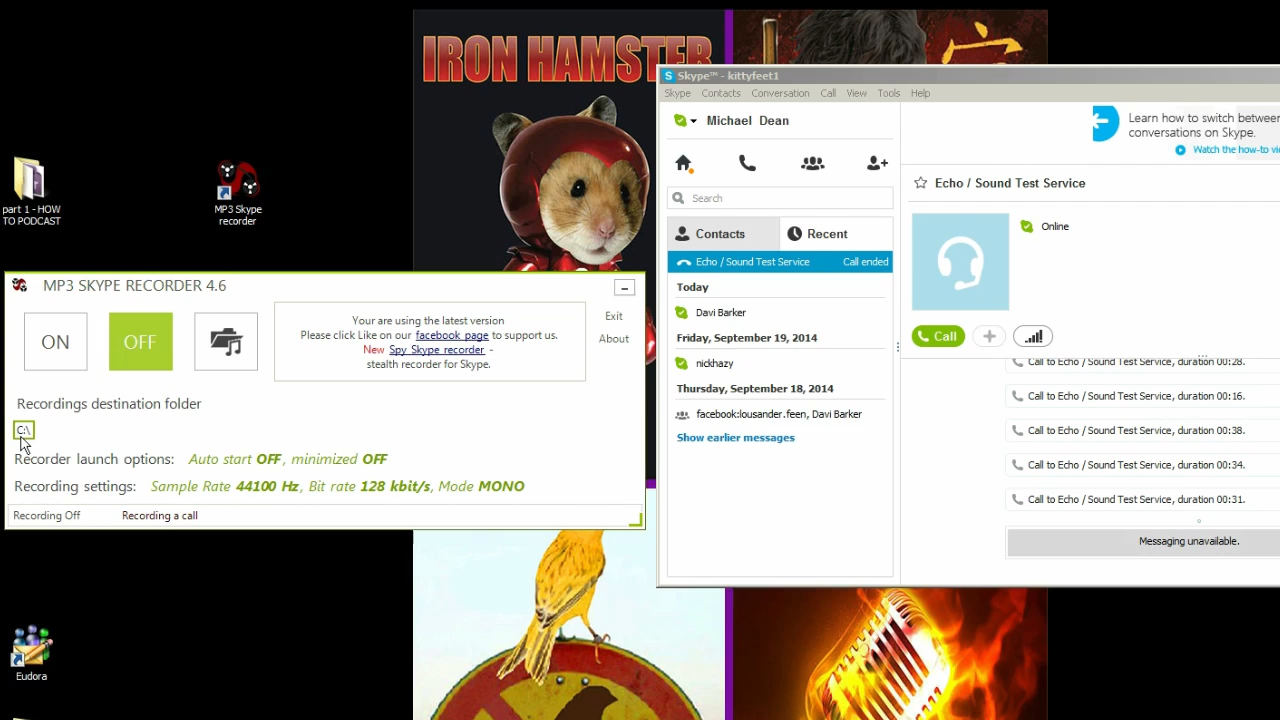 IRON HAMSTER
part 1 - HOW
TO PODCAST
MP3 Skype
recorder
MP3 SKYPE RECORDER 4.6
ON
OFF
Your are using the latest version
Please click Like on our facebook page to support us.
New Spy Skype recorder -
stealth recorder for Skype.
Exit
About
Recordings destination folder
C:\
Recorder launch options: Auto start OFF, minimized OFF
Recording settings: Sample Rate 44100 Hz, Bit rate 128 kbit/s, Mode MONO
Recording Off Recording a call
Eudora
Skype™ - kittyfeet1
Skype Contacts Conversation Call View Tools Help
Michael Dean
Search
Contacts
Recent
Echo / Sound Test Service Call ended
Today
Davi Barker
Friday, September 19, 2014
nickhazy
Thursday, September 18, 2014
facebook:lousander.feen, Davi Barker
Show earlier messages
Learn how to switch between
conversations on Skype.
Watch the how-to
Echo / Sound Test Service
Online
Call
Call to Echo / Sound Test Service, duration 00:28.
Call to Echo / Sound Test Service, duration 00:16.
Call to Echo / Sound Test Service, duration 00:38.
Call to Echo / Sound Test Service, duration 00:34.
Call to Echo / Sound Test Service, duration 00:31.
Messaging unavailable.